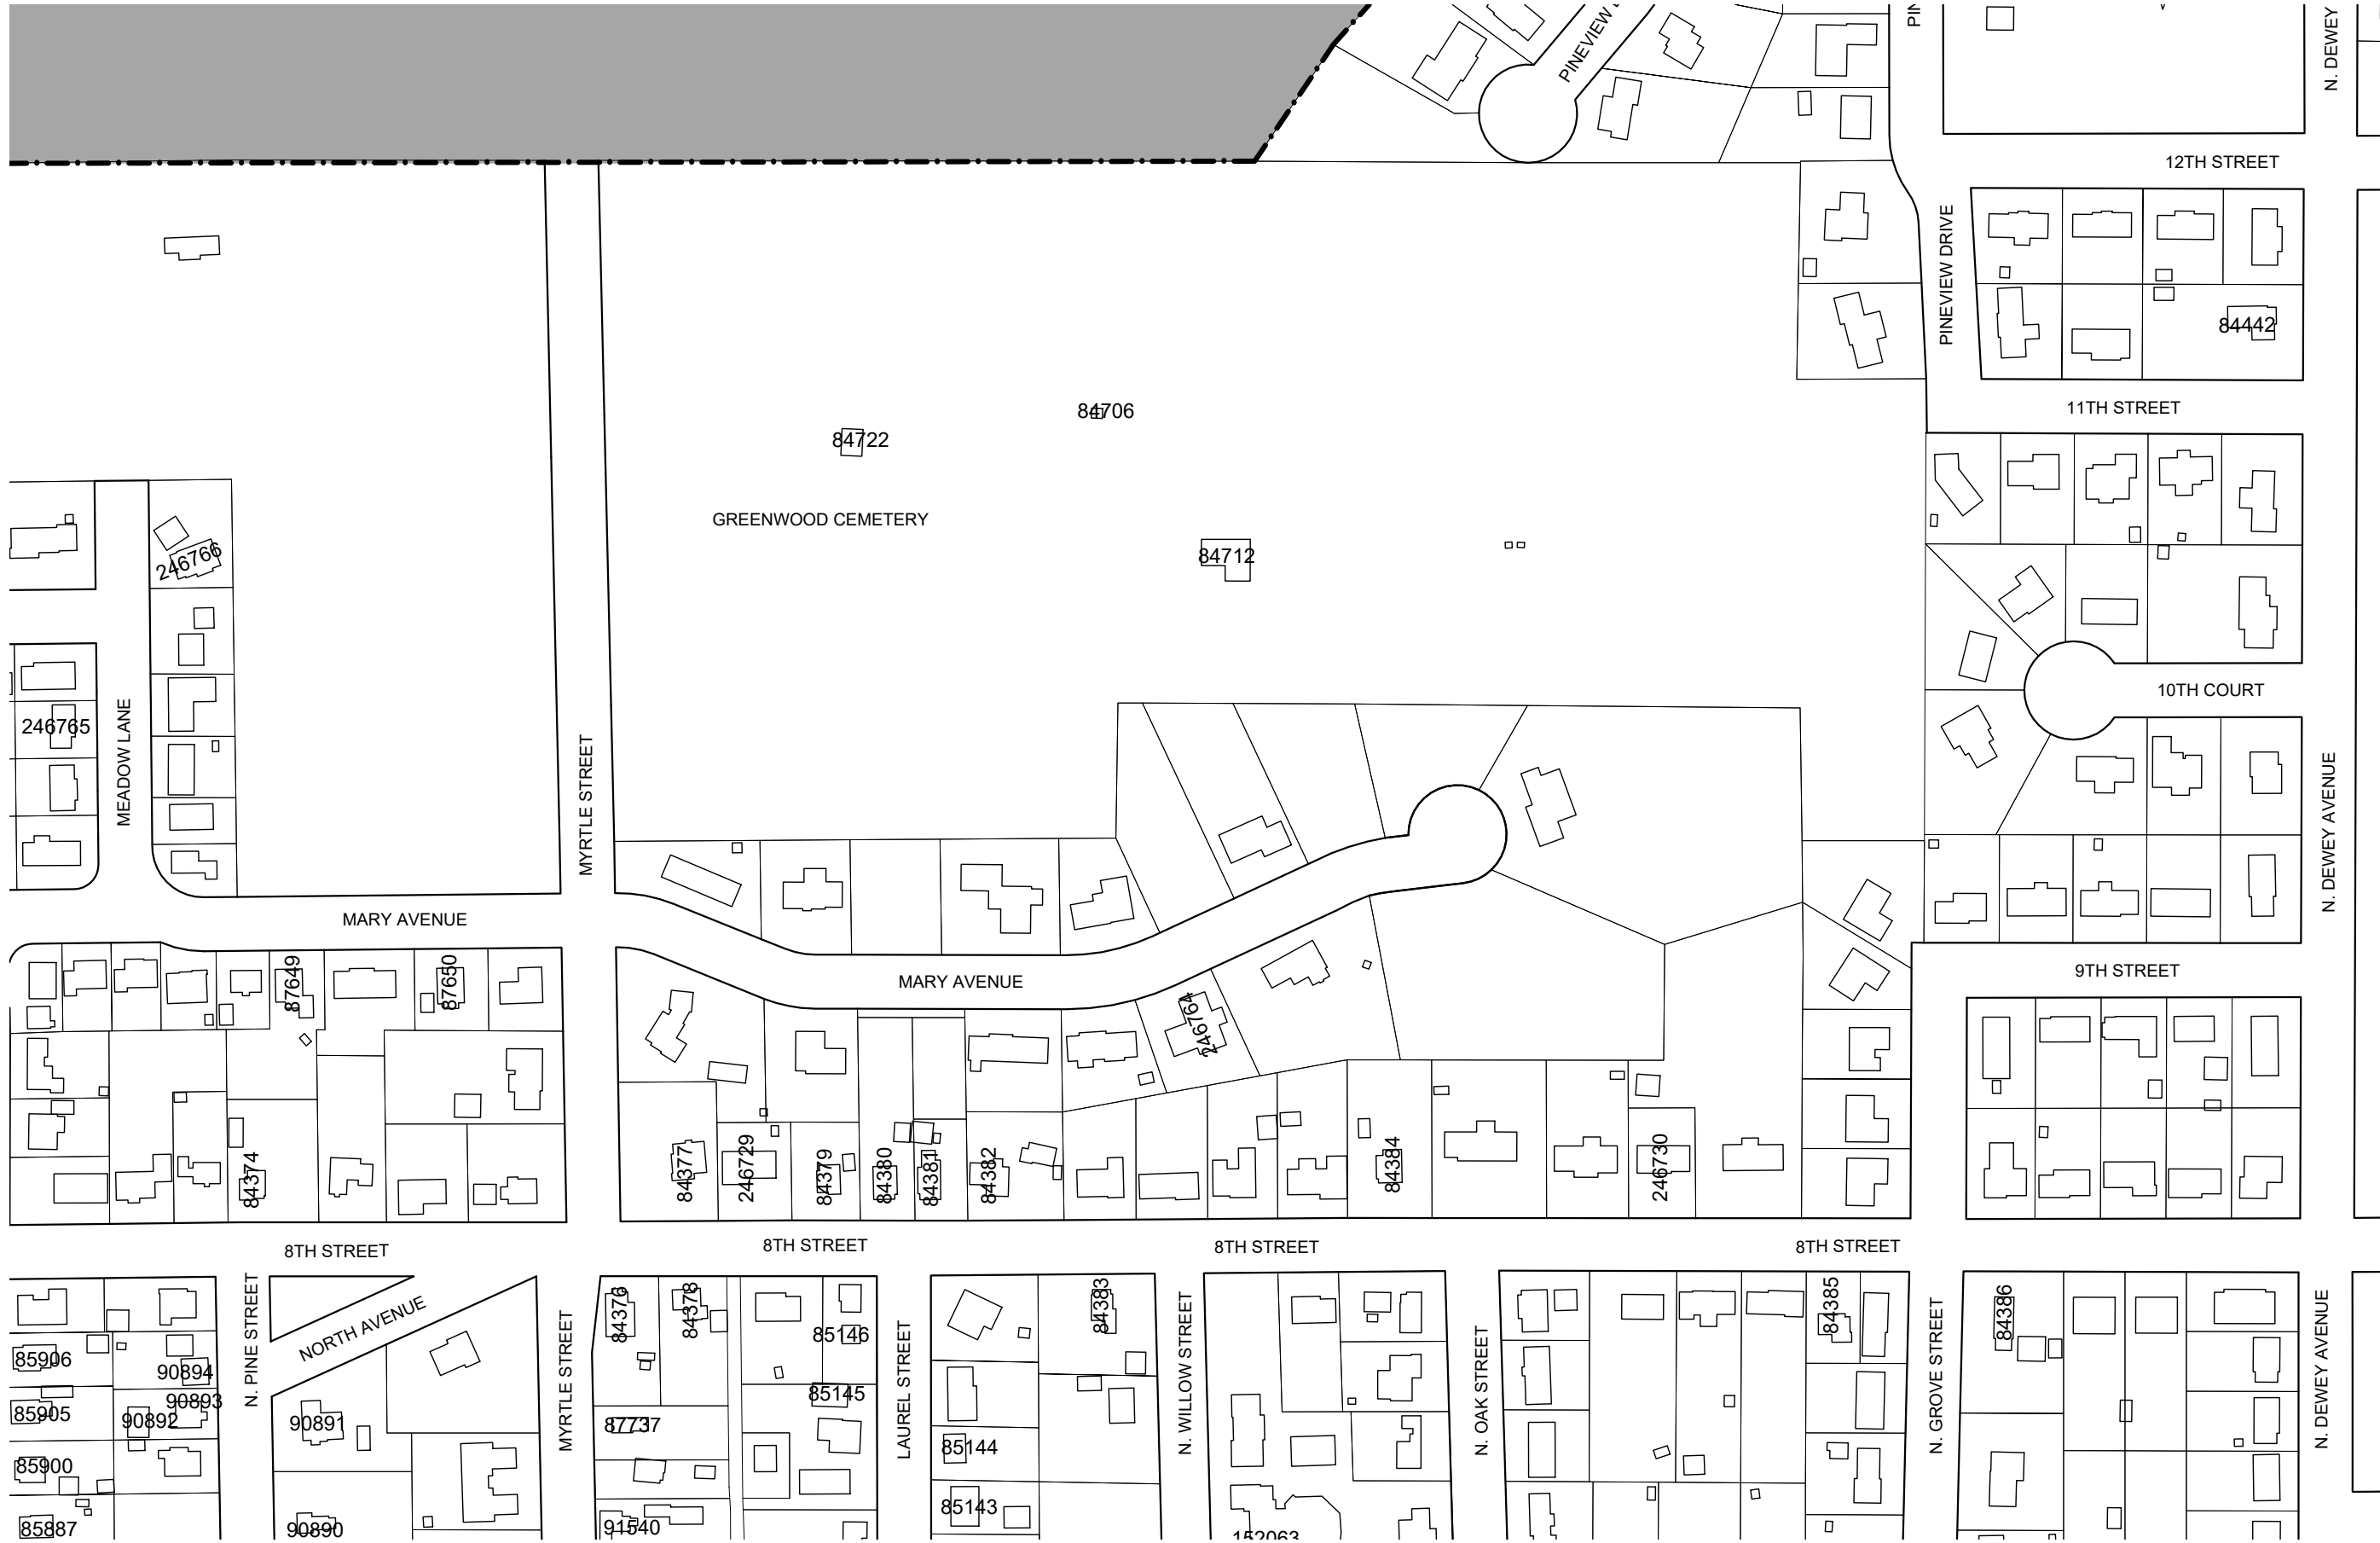 PINEVIEW
PIN
N. DEWEY
12TH STREET
PINEVIEW DRIVE
84442
11TH STREET
84706
84722
GREENWOOD CEMETERY
84712
246766
246765
MEADOW LANE
MYRTLE STREET
10TH COURT
N. DEWEY AVENUE
MARY AVENUE
9TH STREET
MARY AVENUE
87649
87650
246764
84374
84377
246729
84379
84380
84381
84382
84384
246730
8TH STREET
8TH STREET
8TH STREET
8TH STREET
N. PINE STREET
NORTH AVENUE
MYRTLE STREET
84376
84378
85146
LAUREL STREET
84383
N. WILLOW STREET
N. OAK STREET
84385
N. GROVE STREET
84386
N. DEWEY AVENUE
85906
90894
90893
85905
90892
90891
87737
85145
85144
85900
85143
85887
90890
91540
152063